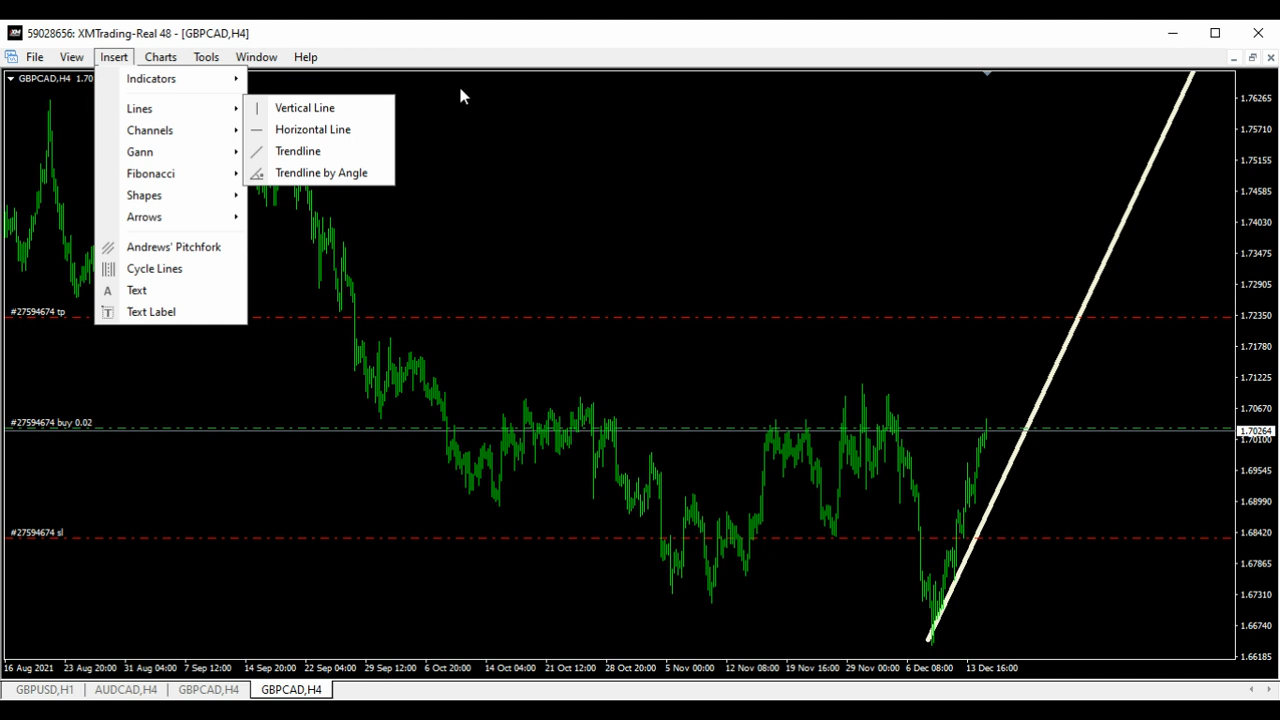 59028656: XMTrading-Real 48 - [GBPCAD,H4]
File View Insert Charts Tools Window Help
GBPCAD,H4 1.70
Indicators
Lines
Channels
Gann
Fibonacci
Shapes
Arrows
Andrews' Pitchfork
Cycle Lines
A Text
T Text Label
Vertical Line
Horizontal Line
Trendline
Trendline by Angle
#27594674 tp
#27594674 buy 0.02
#27594674 sl
1.76265
1.75710
1.75155
1.74585
1.74030
1.73475
1.72905
1.72350
1.71780
1.71225
1.70670
1.70264
1.70100
1.69545
1.68990
1.68420
1.67865
1.67310
1.66740
1.66185
16 Aug 2021 23 Aug 20:00 31 Aug 04:00 7 Sep 12:00 14 Sep 20:00 22 Sep 04:00 29 Sep 12:00 6 Oct 20:00 14 Oct 04:00 21 Oct 12:00 28 Oct 20:00 5 Nov 00:00 12 Nov 08:00 19 Nov 16:00 29 Nov 00:00 6 Dec 08:00 13 Dec 16:00
GBPUSD,H1 AUDCAD,H4 GBPCAD,H4 GBPCAD,H4